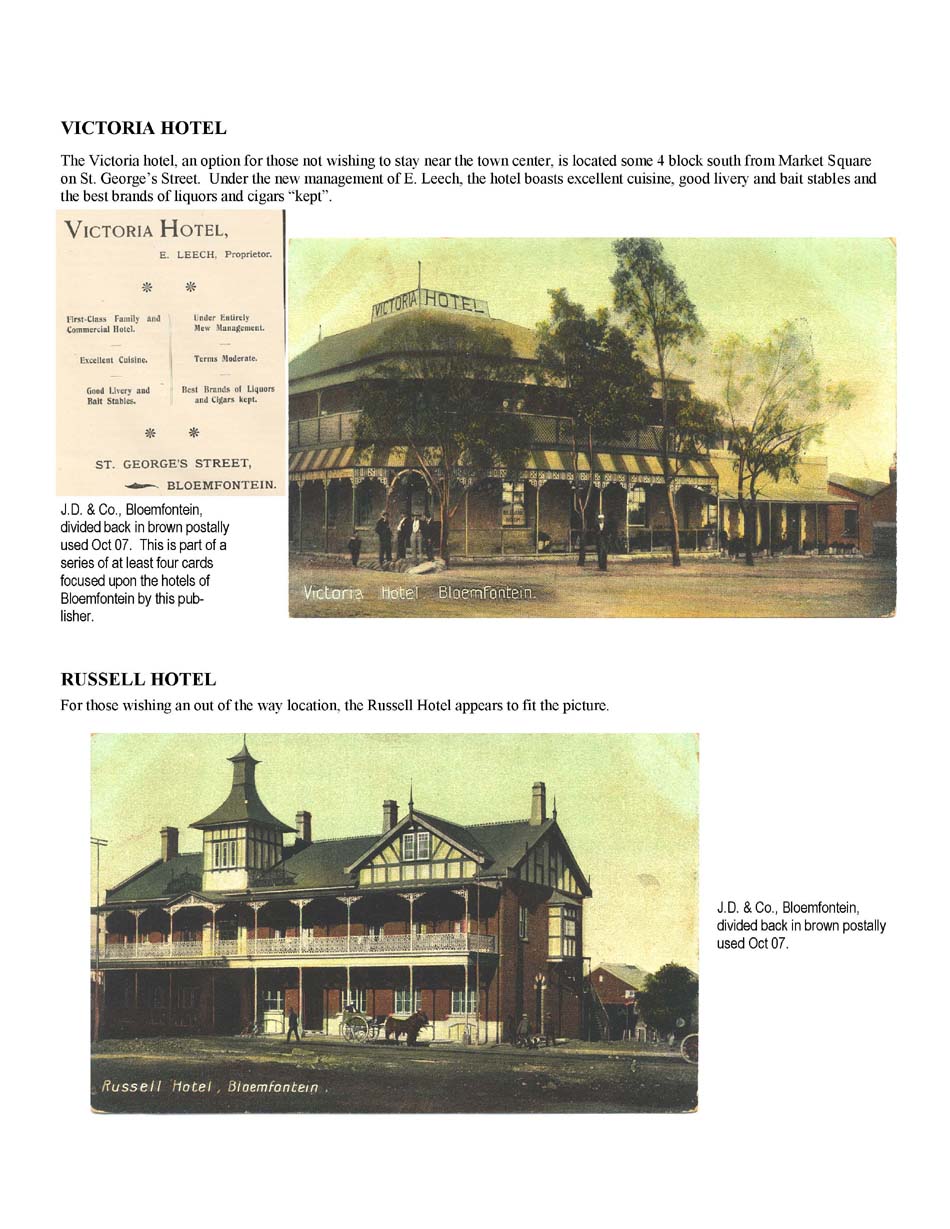 VICTORIA HOTEL
The Victoria hotel, an option for those not wishing to stay near the town center, is located some 4 block south from Market Square
on St. George's Street.  Under the new management of E. Leech, the hotel boasts excellent cuisine, good livery and bait stables and
the best brands of liquors and cigars “kept”.
VICTORIA HOTEL,
E. LEECH, Proprietor.
First-Class Family and
Commercial Hotel.
Excellent Cuisine.
Good Livery and
Bait Stables.
Under Entirely
Mew Management.
Terms Moderate.
Best Brands of Liquors
and Cigars kept.
ST. GEORGE'S STREET,
BLOEMFONTEIN.
VICTORIA HOTEL
Victoria Hotel. Bloemfontein.
J.D. & Co., Bloemfontein,
divided back in brown postally
used Oct 07.  This is part of a
series of at least four cards
focused upon the hotels of
Bloemfontein by this pub-
lisher.
RUSSELL HOTEL
For those wishing an out of the way location, the Russell Hotel appears to fit the picture.
Russell Hotel, Bloemfontein.
J.D. & Co., Bloemfontein,
divided back in brown postally
used Oct 07.